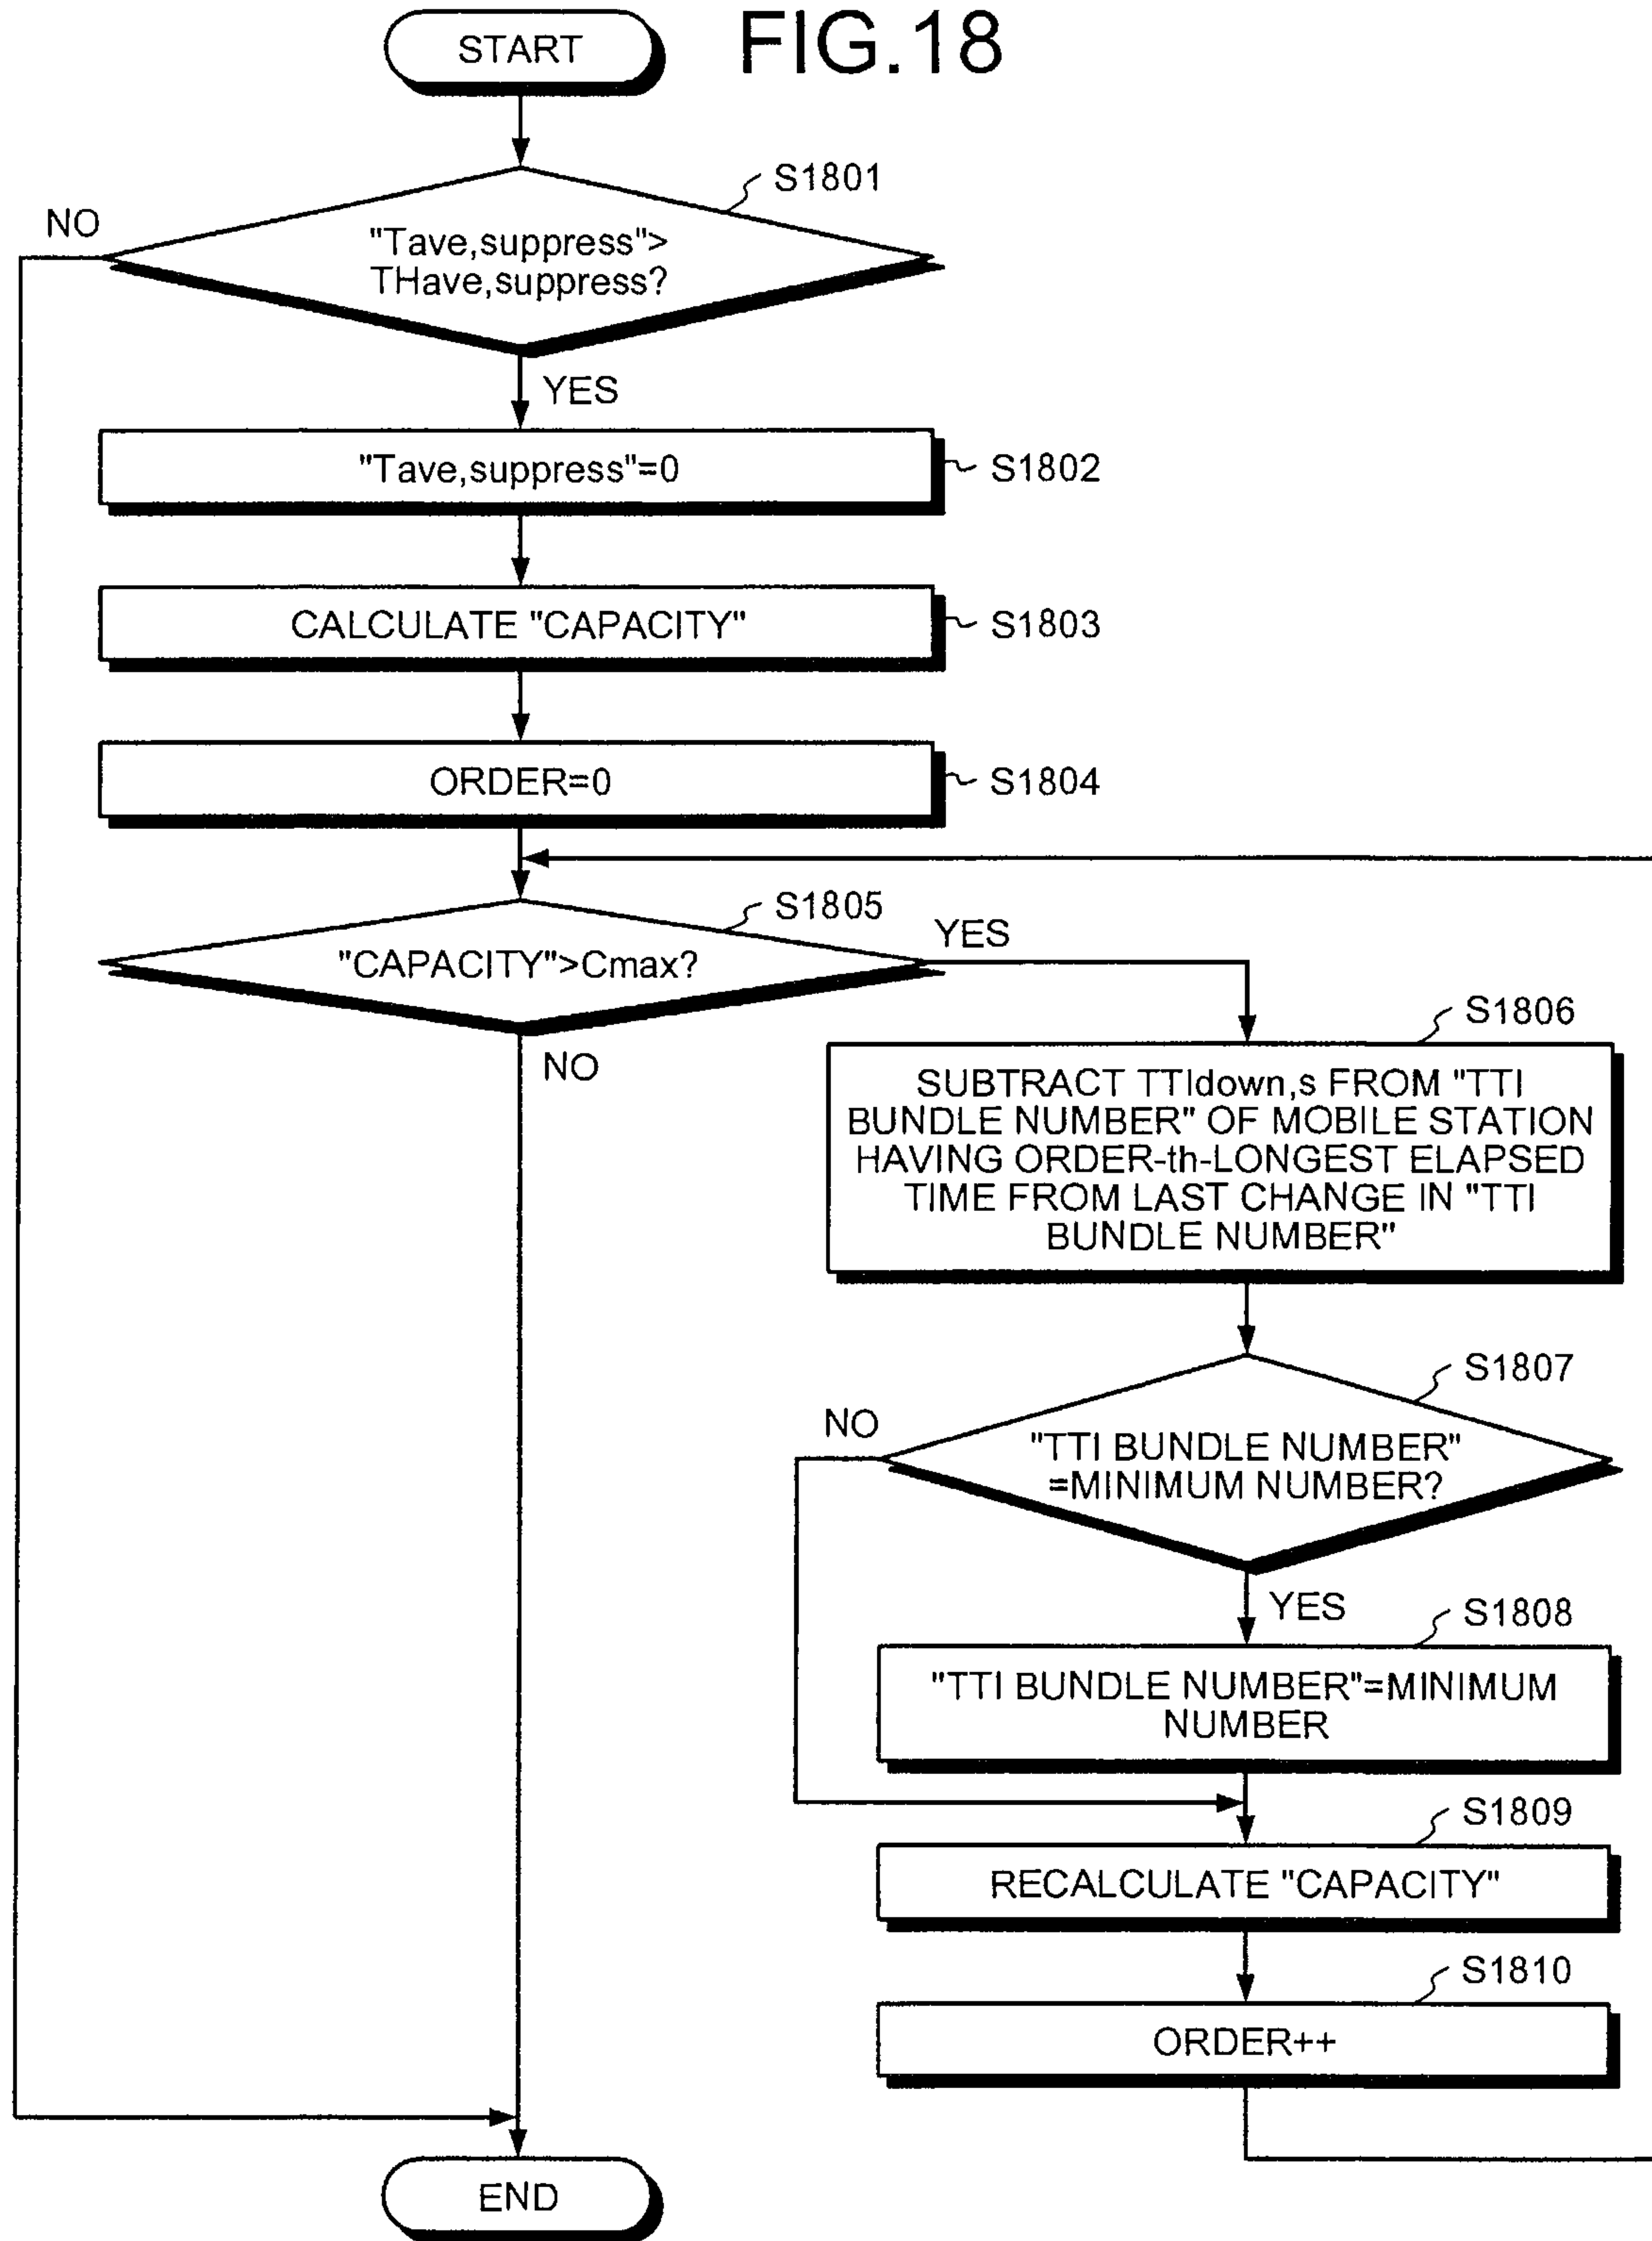 FIG.18
START
S1801
NO
"Tave,suppress">
THave,suppress?
YES
"Tave,suppress"=0
S1802
CALCULATE "CAPACITY"
S1803
ORDER=0
S1804
S1805
"CAPACITY">Cmax?
YES
NO
S1806
SUBTRACT TTIdown,s FROM "TTI
BUNDLE NUMBER" OF MOBILE STATION
HAVING ORDER-th-LONGEST ELAPSED
TIME FROM LAST CHANGE IN "TTI
BUNDLE NUMBER"
S1807
NO
"TTI BUNDLE NUMBER"
=MINIMUM NUMBER?
YES
S1808
"TTI BUNDLE NUMBER"=MINIMUM
NUMBER
S1809
RECALCULATE "CAPACITY"
S1810
ORDER++
END